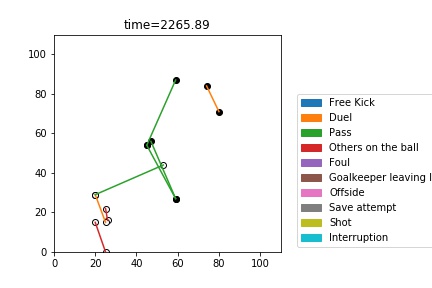 time=2265.89
100
80
60
40
20
0
0 20 40 60 80 100
Free Kick
Duel
Pass
Others on the ball
Foul
Goalkeeper leaving l
Offside
Save attempt
Shot
Interruption